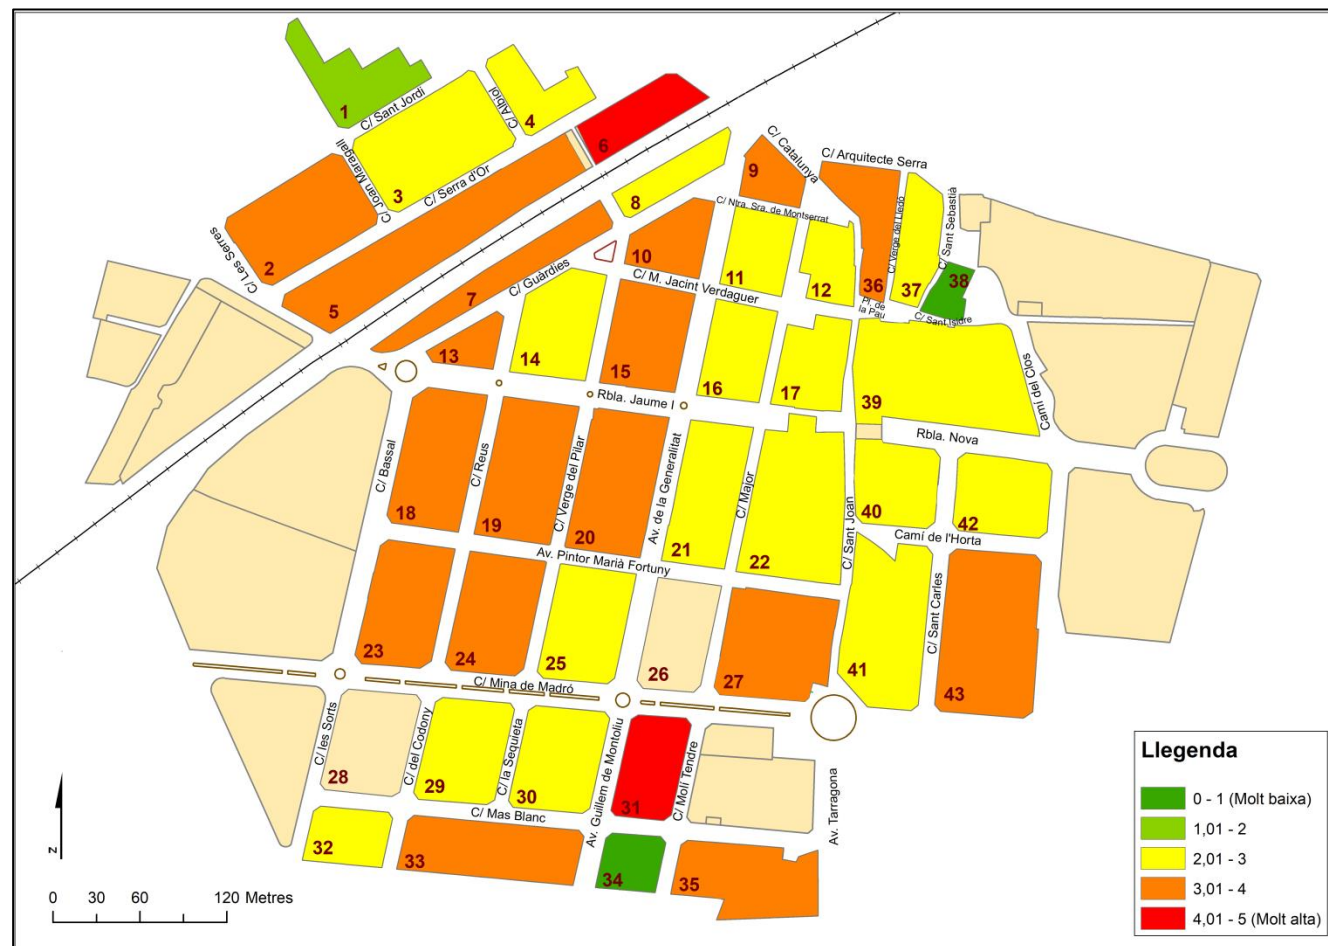 1
C/ Sant Jordi
C/ Albiol
4
6
C/ Joan Maragall
3
C/ Serra d'Or
2
C/ Les Serres
5
7
C/ Guàrdies
8
9
C/ Catalunya
C/ Arquitecte Serra
C/ Ntra. Sra. de Montserrat
10
11
12
36
37
38
C/ Verge del Lledó
C/ Sant Sebastià
C/ M. Jacint Verdaguer
Pl. de
la Pau
C/ Sant Isidre
13
14
15
16
17
39
Camí del Clos
Rbla. Jaume I
Rbla. Nova
C/ Bassal
C/ Reus
C/ Verge del Pilar
Av. de la Generalitat
C/ Major
C/ Sant Joan
18
19
20
21
22
40
42
Camí de l'Horta
Av. Pintor Marià Fortuny
C/ Sant Carles
23
24
25
26
27
41
43
C/ Mina de Madró
C/ les Sorts
C/ del Codony
C/ la Sequieta
Av. Guillem de Montoliu
C/ Molí Tendre
Av. Tarragona
28
29
30
31
C/ Mas Blanc
32
33
34
35
N
0 30 60 120 Metres
Llegenda
0 - 1 (Molt baixa)
1,01 - 2
2,01 - 3
3,01 - 4
4,01 - 5 (Molt alta)